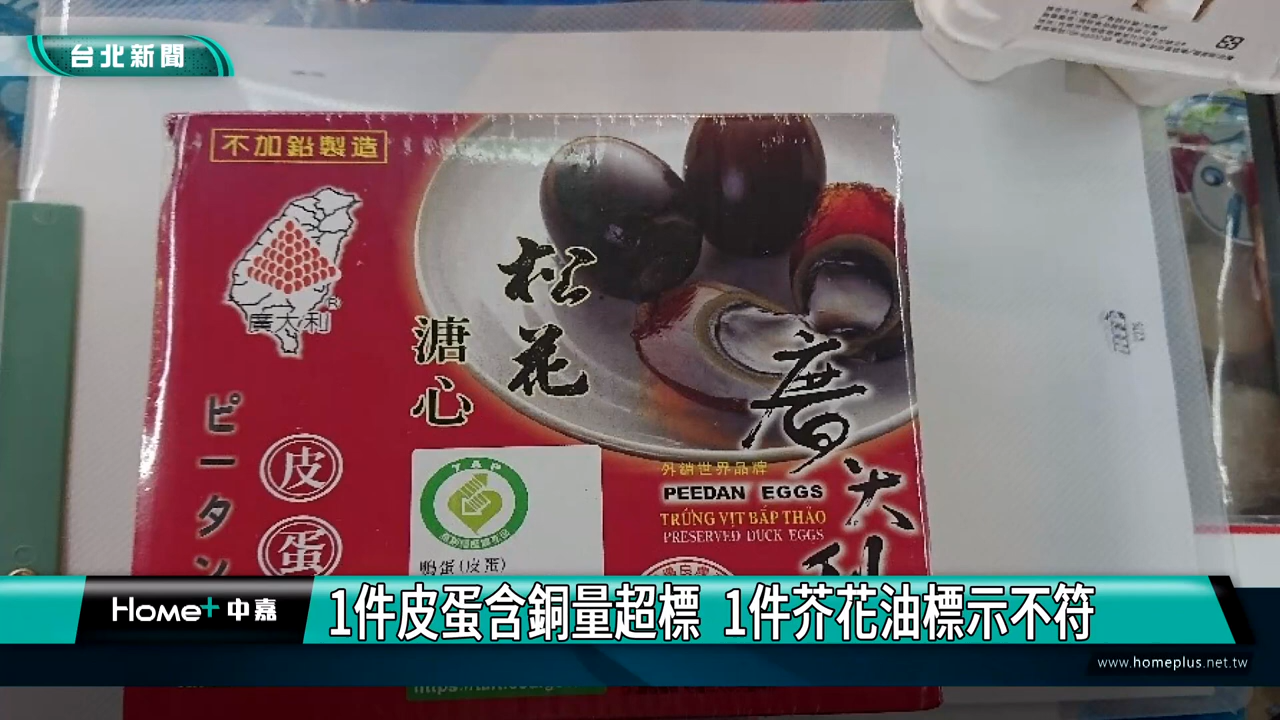 台北新聞
不加鉛製造
廣大利
®
松花
溏心
廣大利
ピータン
皮蛋
TAP
鴨蛋(皮蛋)
外銷世界品牌
PEEDAN EGGS
TRỨNG VỊT BẮP THẢO
PRESERVED DUCK EGGS
Home+中嘉
1件皮蛋含銅量超標 1件芥花油標示不符
www.homeplus.net.tw